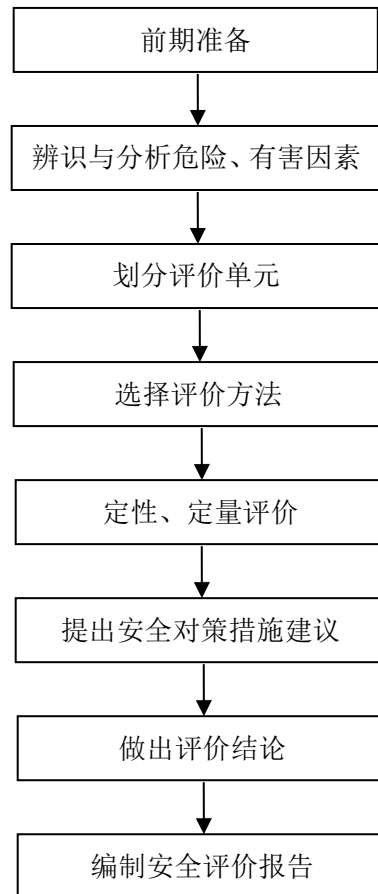 前期准备
辨识与分析危险、有害因素
划分评价单元
选择评价方法
定性、定量评价
提出安全对策措施建议
做出评价结论
编制安全评价报告